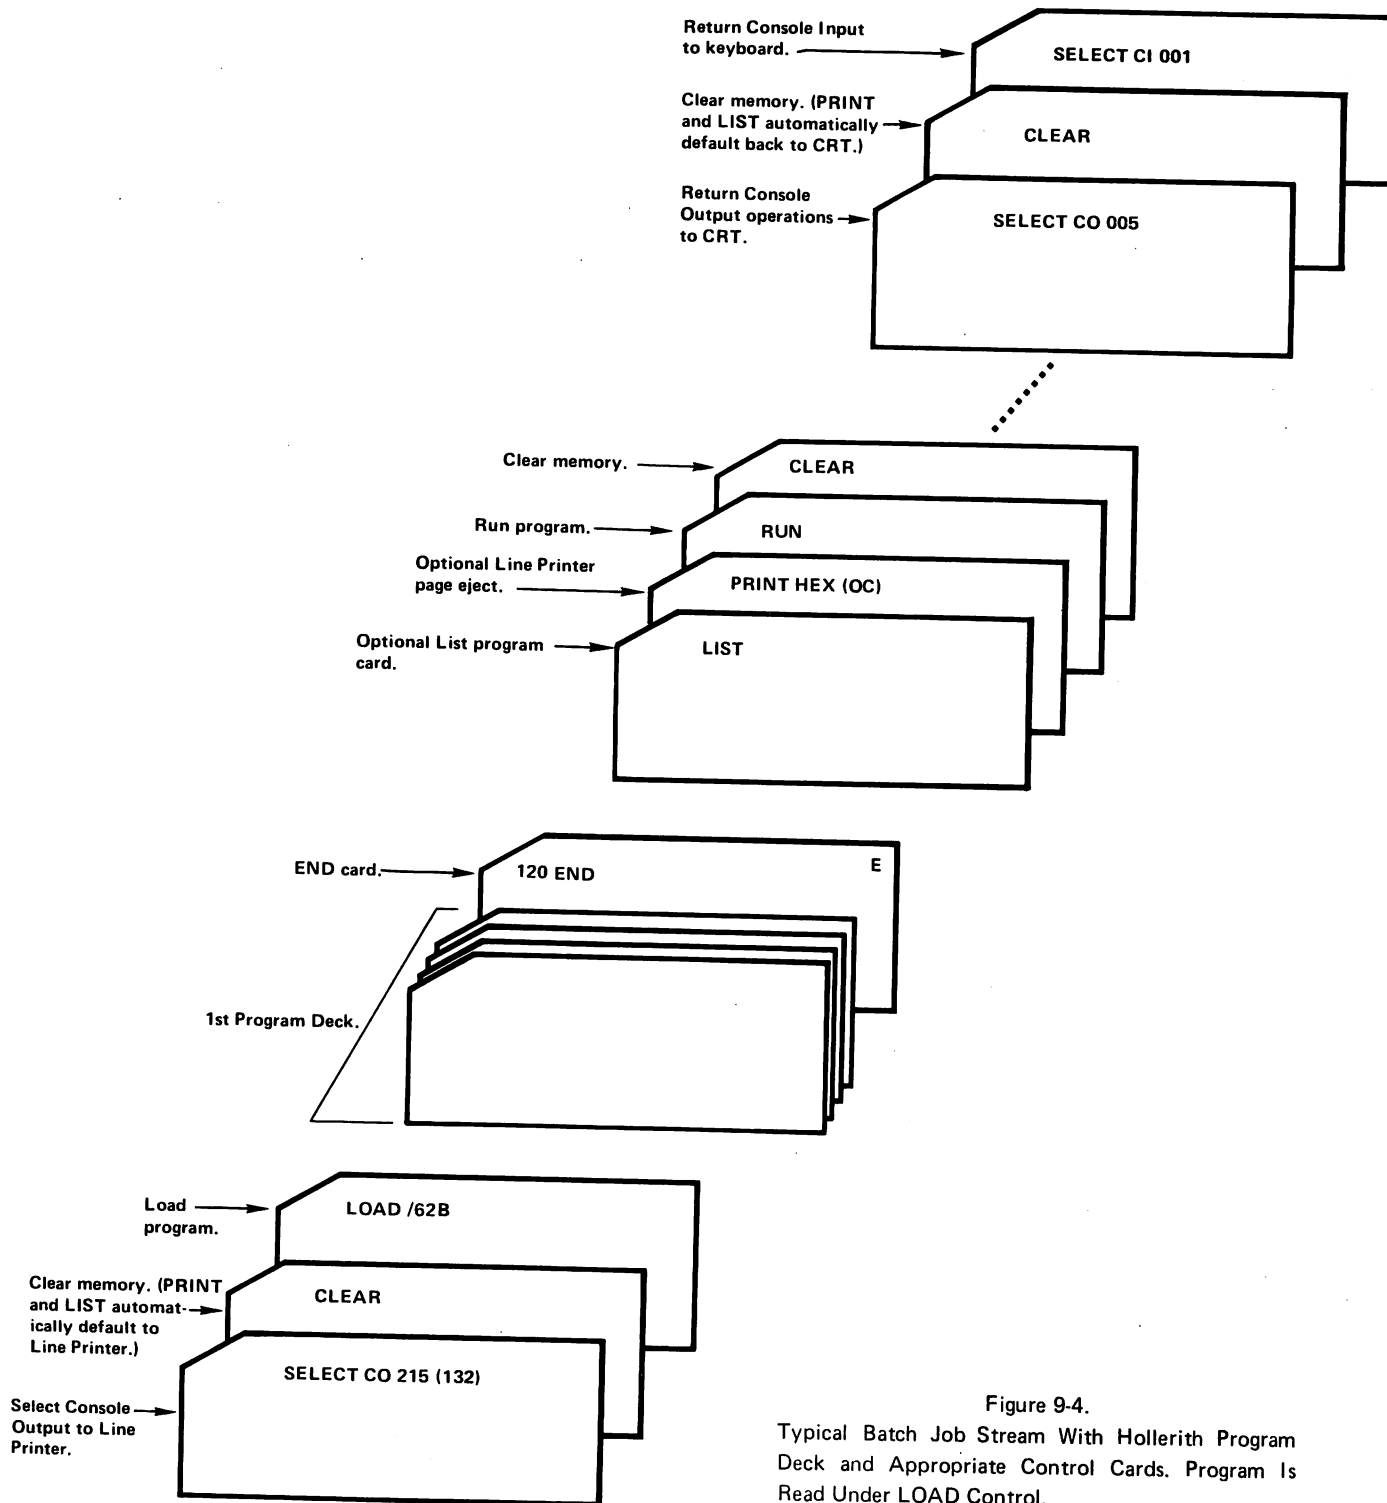 Return Console Input
to keyboard.
SELECT CI 001
Clear memory. (PRINT
and LIST automatically
default back to CRT.)
CLEAR
Return Console
Output operations
to CRT.
SELECT CO 005
Clear memory.
CLEAR
Run program.
RUN
Optional Line Printer
page eject.
PRINT HEX (OC)
Optional List program
card.
LIST
END card.
120 END
E
1st Program Deck.
Load
program.
LOAD /62B
Clear memory. (PRINT
and LIST automat-
ically default to
Line Printer.)
CLEAR
Select Console
Output to Line
Printer.
SELECT CO 215 (132)
Figure 9-4.
Typical Batch Job Stream With Hollerith Program
Deck and Appropriate Control Cards. Program Is
Read Under LOAD Control.